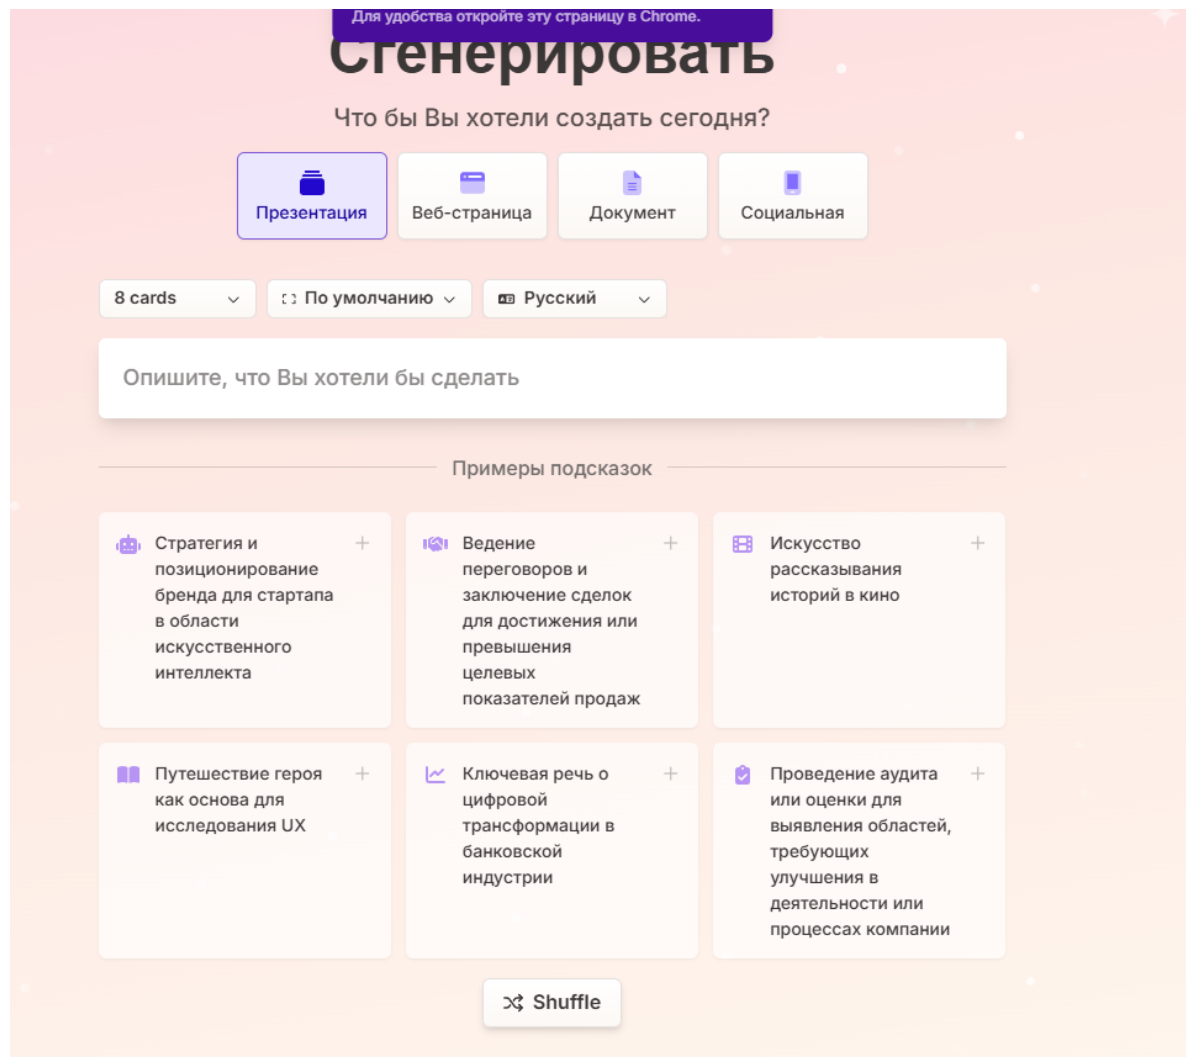 Для удобства откройте эту страницу в Chrome.
Сгенерировать
Что бы Вы хотели создать сегодня?
Презентация
Веб-страница
Документ
Социальная
8 cards
По умолчанию
Русский
Опишите, что Вы хотели бы сделать
Примеры подсказок
Стратегия и
позиционирование
бренда для стартапа
в области
искусственного
интеллекта
Ведение
переговоров и
заключение сделок
для достижения или
превышения
целевых
показателей продаж
Искусство
рассказывания
историй в кино
Путешествие героя
как основа для
исследования UX
Ключевая речь о
цифровой
трансформации в
банковской
индустрии
Проведение аудита
или оценки для
выявления областей,
требующих
улучшения в
деятельности или
процессах компании
Shuffle